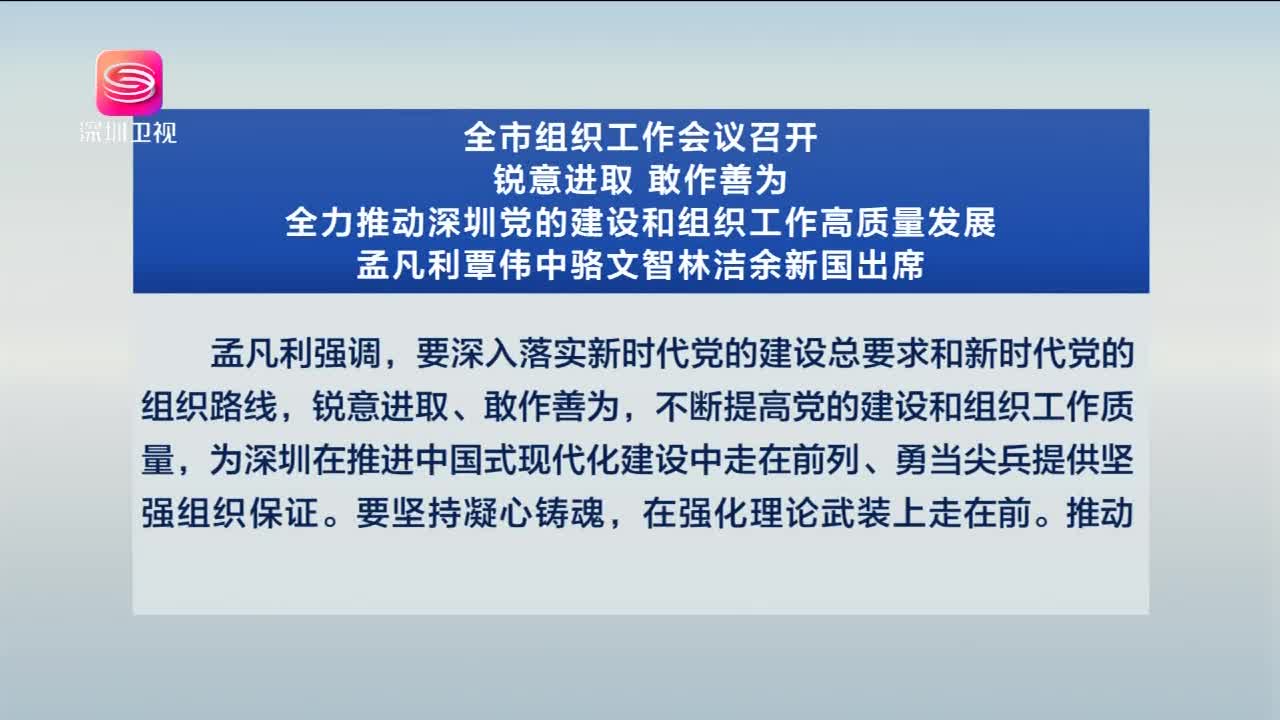 深圳卫视
全市组织工作会议召开
锐意进取 敢作善为
全力推动深圳党的建设和组织工作高质量发展
孟凡利覃伟中骆文智林洁余新国出席
孟凡利强调，要深入落实新时代党的建设总要求和新时代党的
组织路线，锐意进取、敢作善为，不断提高党的建设和组织工作质
量，为深圳在推进中国式现代化建设中走在前列、勇当尖兵提供坚
强组织保证。要坚持凝心铸魂，在强化理论武装上走在前。推动